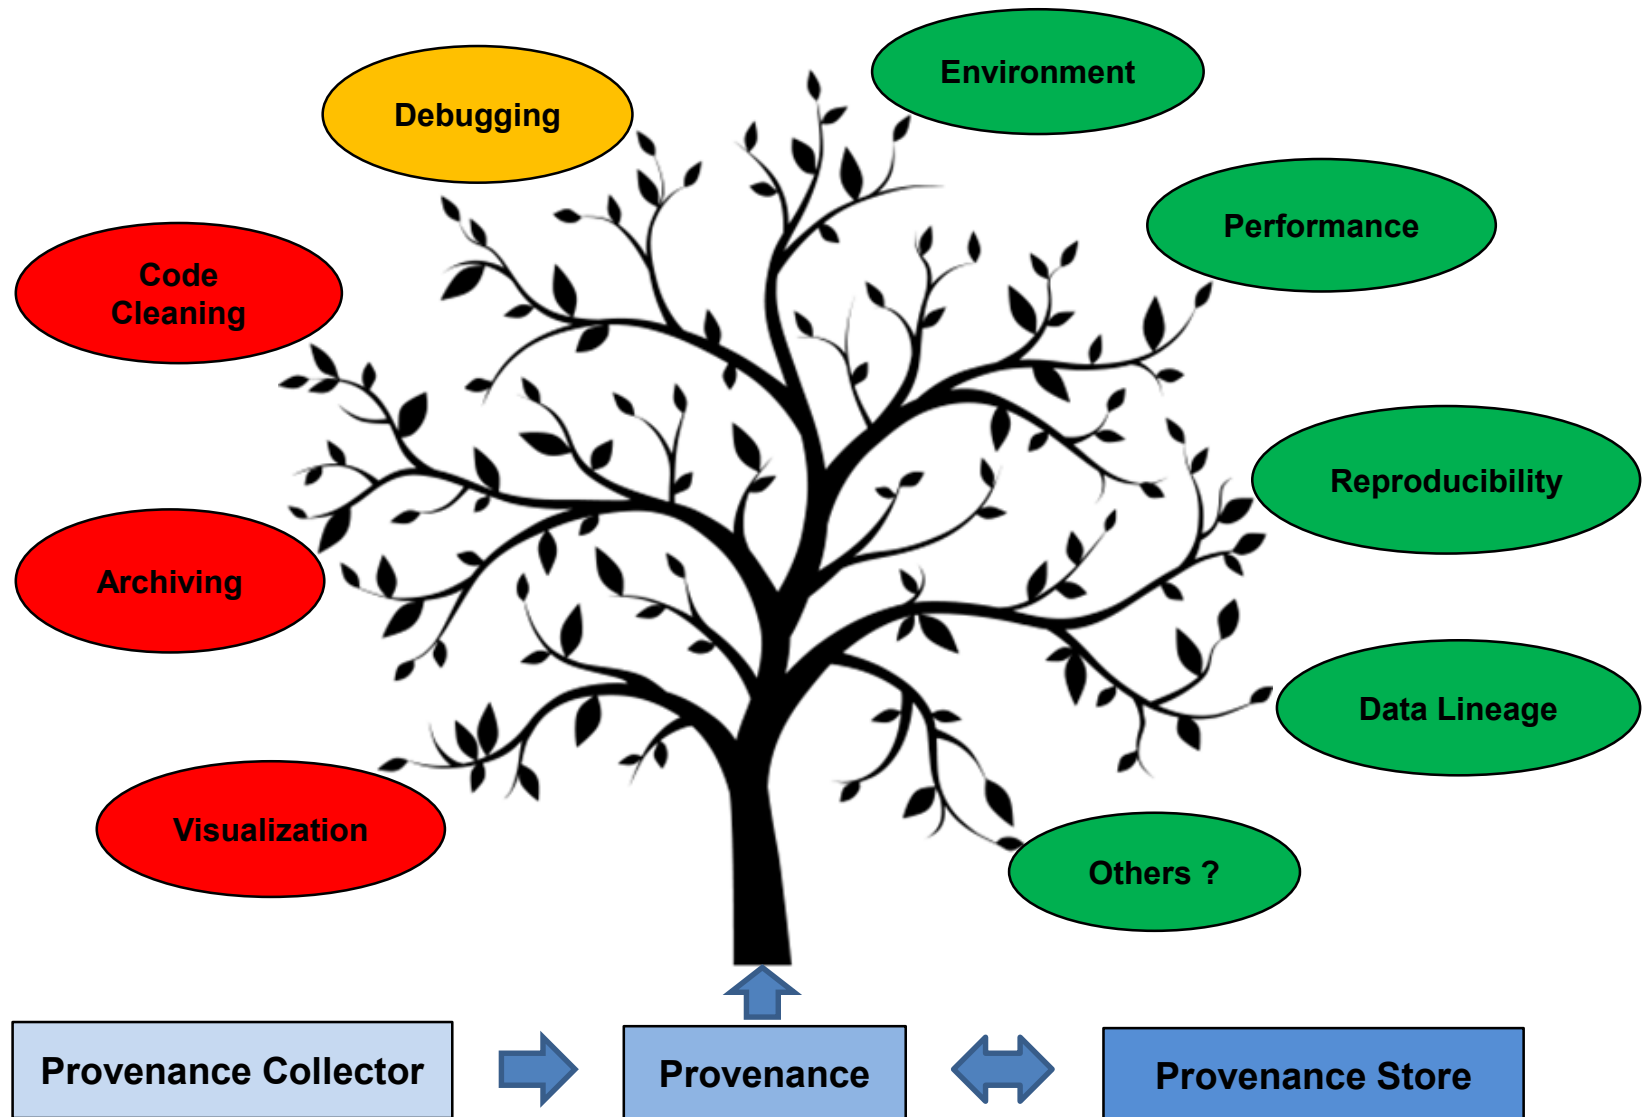 Environment
Debugging
Performance
Code
Cleaning
Reproducibility
Archiving
Data Lineage
Visualization
Others ?
Provenance Collector
Provenance
Provenance Store